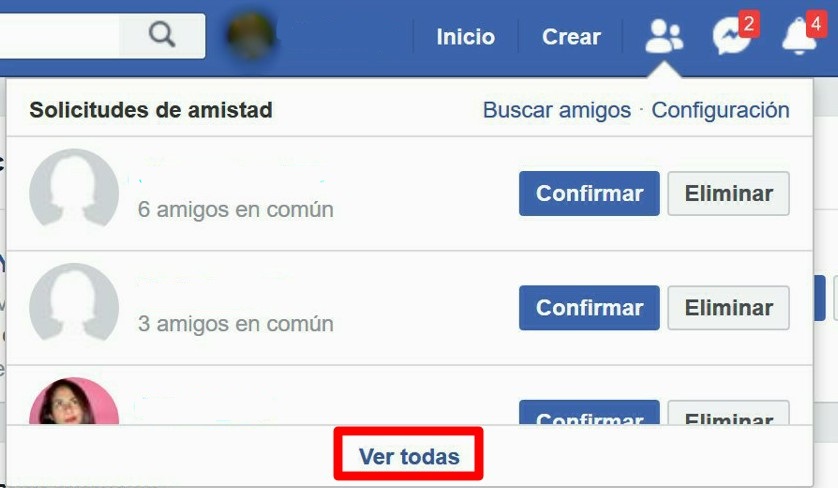 Inicio Crear 2 4
Solicitudes de amistad Buscar amigos · Configuración
6 amigos en común Confirmar Eliminar
3 amigos en común Confirmar Eliminar
Confirmar Eliminar
Ver todas